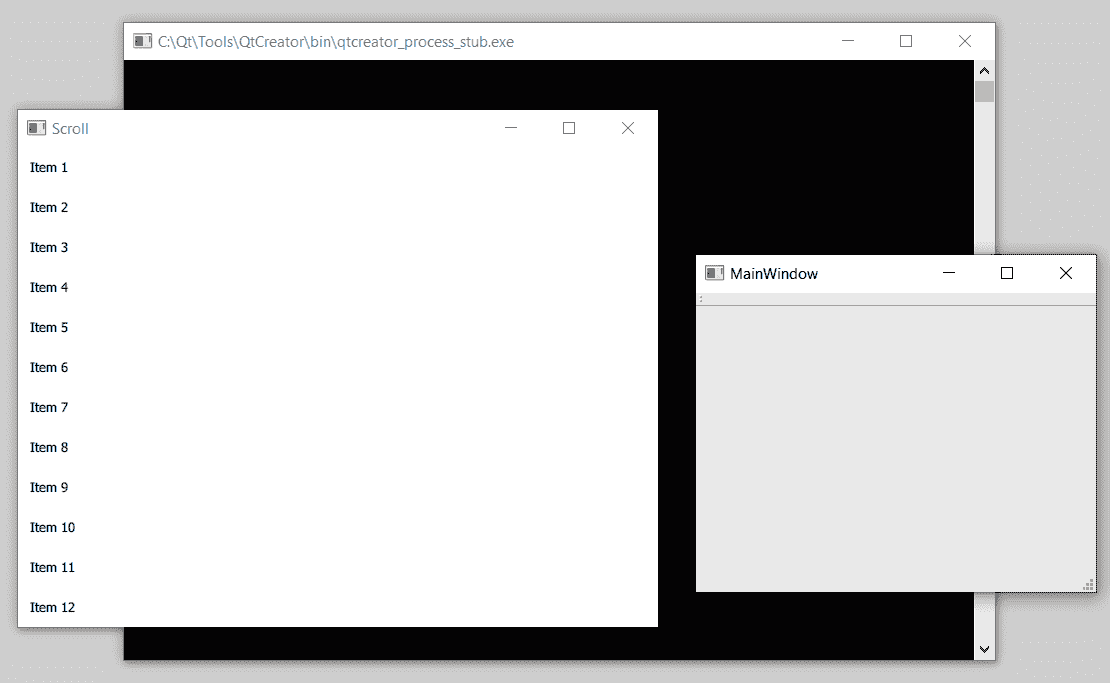 C:\Qt\Tools\QtCreator\bin\qtcreator_process_stub.exe
Scroll
Item 1
Item 2
Item 3
Item 4
Item 5
Item 6
Item 7
Item 8
Item 9
Item 10
Item 11
Item 12
MainWindow